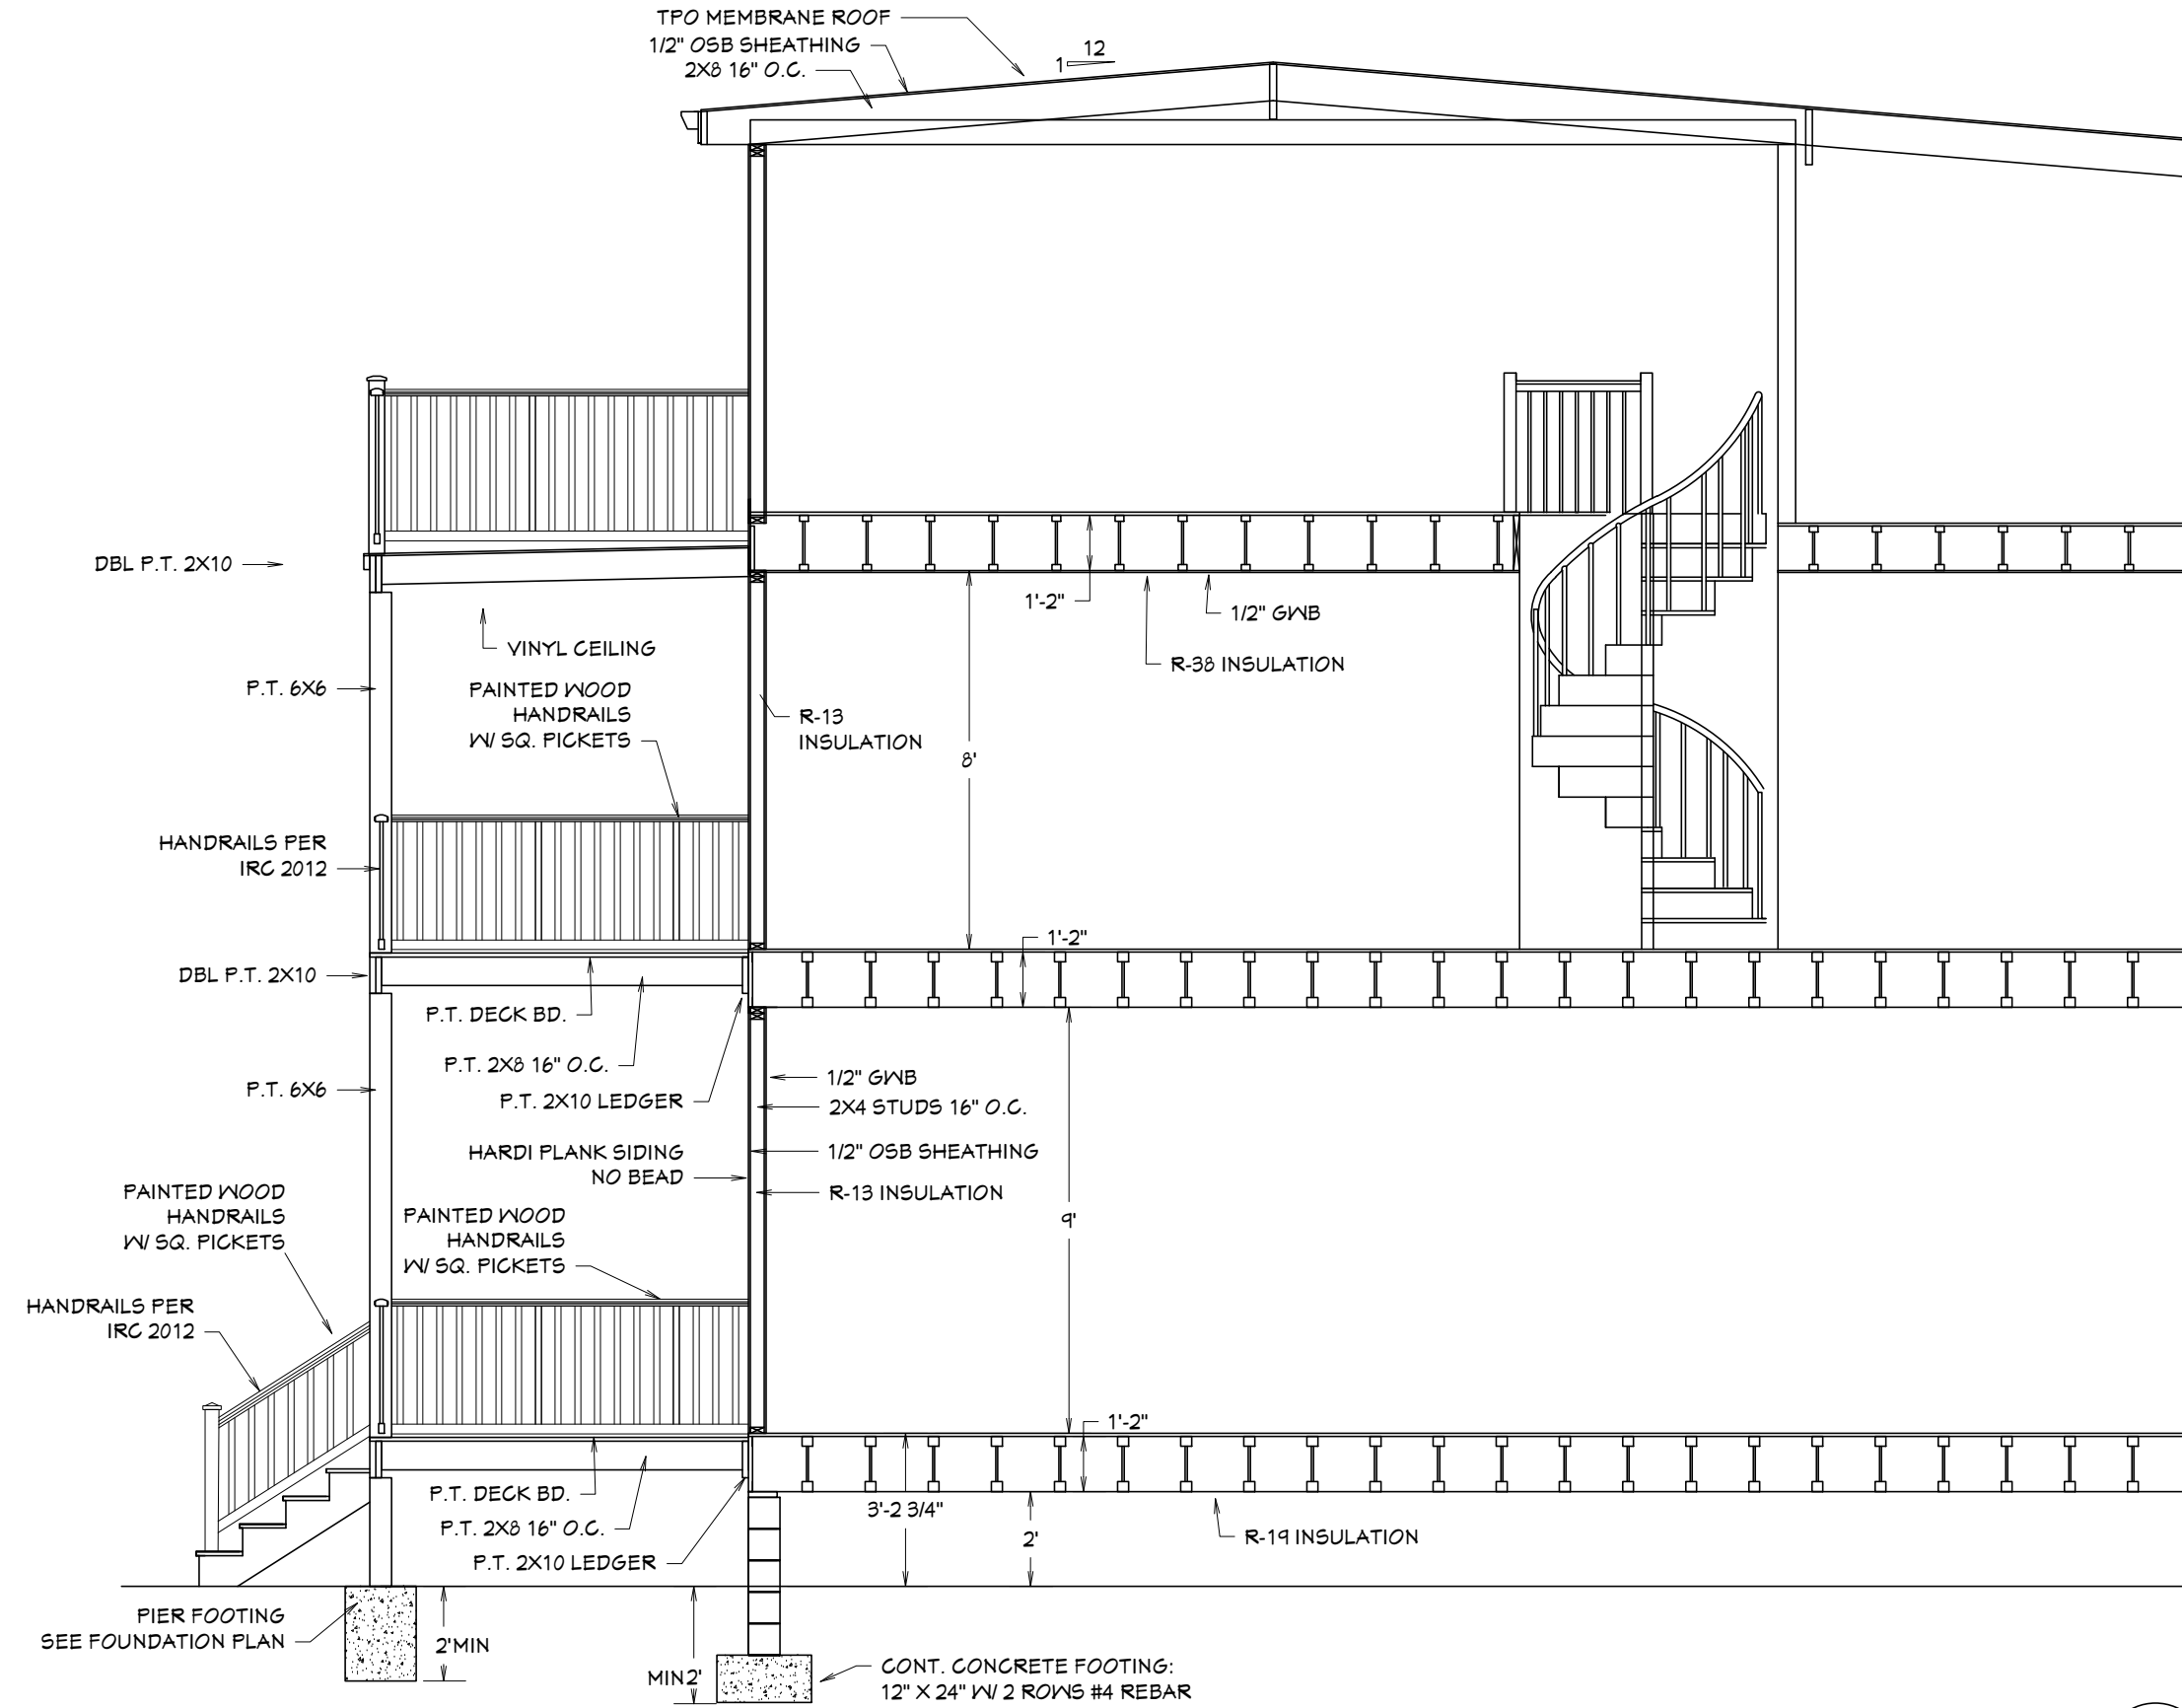 TPO MEMBRANE ROOF
1/2" OSB SHEATHING
2X8 16" O.C.
12
1
DBL P.T. 2X10
1'-2"
1/2" GWB
VINYL CEILING
R-38 INSULATION
P.T. 6X6
PAINTED WOOD
HANDRAILS
W/ SQ. PICKETS
R-13
INSULATION
8'
HANDRAILS PER
IRC 2012
1'-2"
DBL P.T. 2X10
P.T. DECK BD.
P.T. 2X8 16" O.C.
P.T. 6X6
P.T. 2X10 LEDGER
1/2" GWB
2X4 STUDS 16" O.C.
HARDI PLANK SIDING
NO BEAD
1/2" OSB SHEATHING
R-13 INSULATION
9'
PAINTED WOOD
HANDRAILS
W/ SQ. PICKETS
PAINTED WOOD
HANDRAILS
W/ SQ. PICKETS
HANDRAILS PER
IRC 2012
1'-2"
P.T. DECK BD.
P.T. 2X8 16" O.C.
P.T. 2X10 LEDGER
3'-2 3/4"
2'
R-19 INSULATION
PIER FOOTING
SEE FOUNDATION PLAN
2'MIN
MIN2'
CONT. CONCRETE FOOTING:
12" X 24" W/ 2 ROWS #4 REBAR